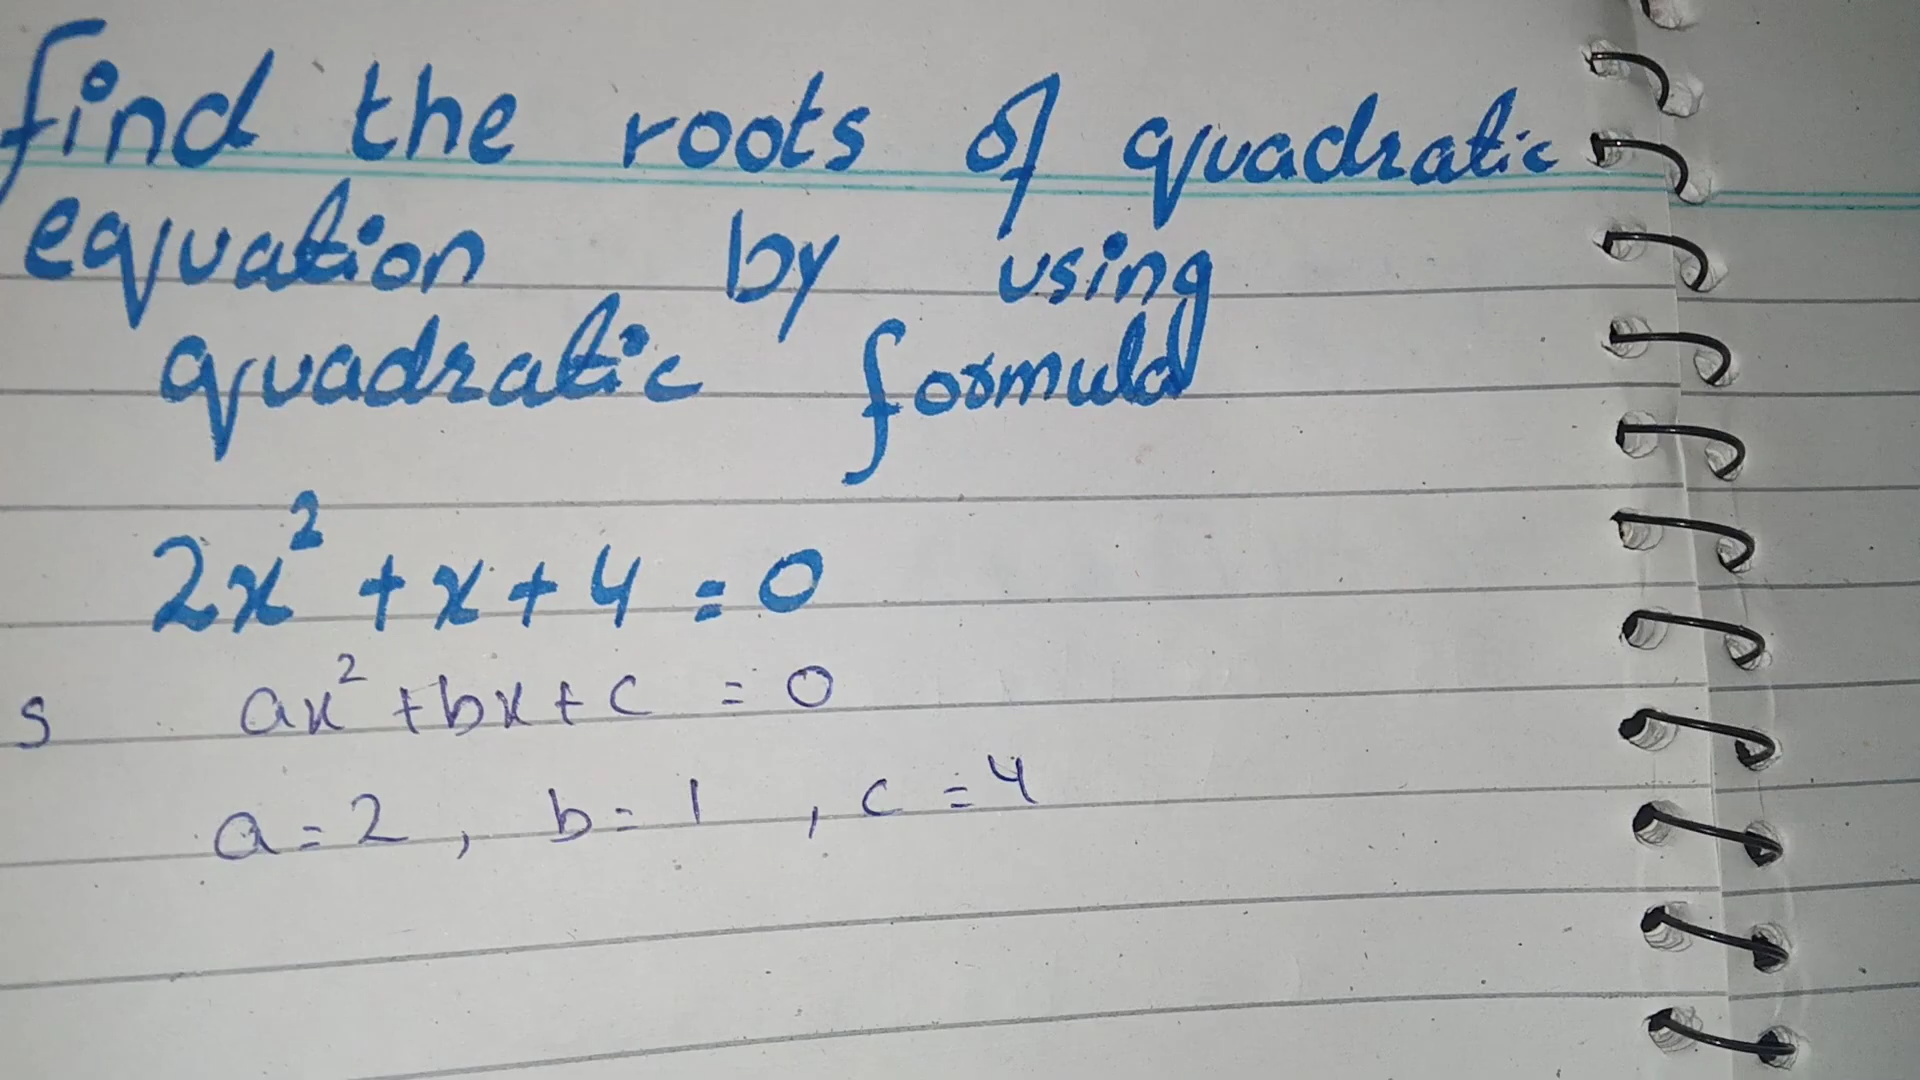 find the roots of quadratic
equation by using
quadratic formula
2x² + x + 4 = 0
S ax² + bx + c = 0
a = 2 , b = 1 , c = 4